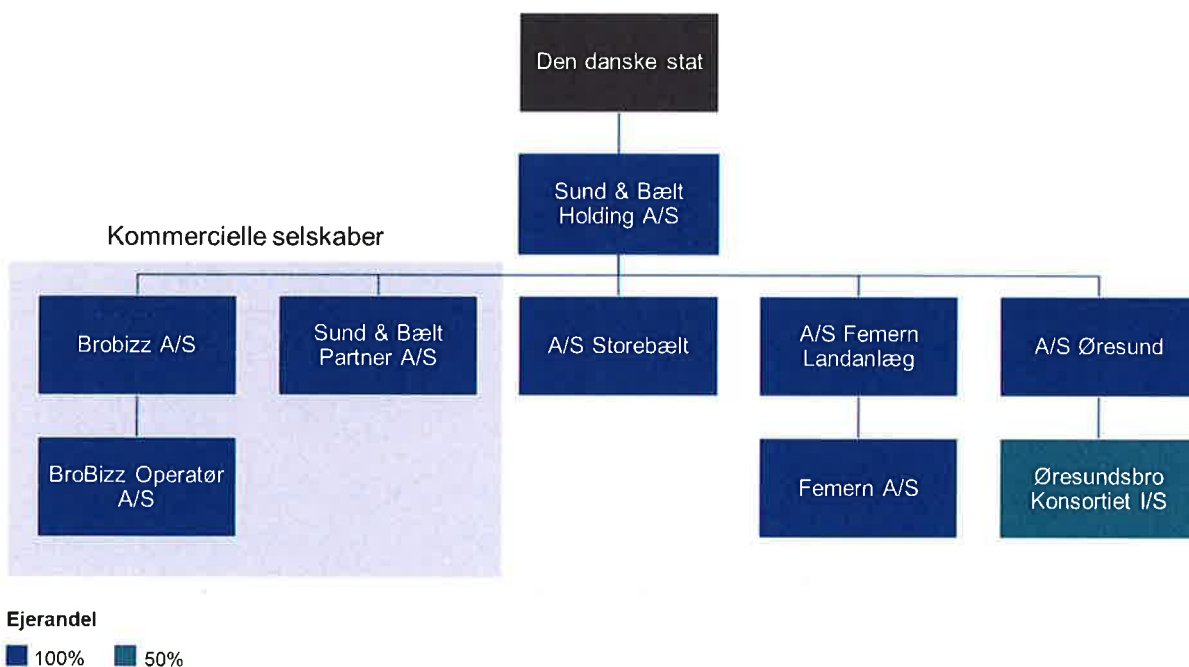 Den danske stat
Sund & Bælt
Holding A/S
Kommercielle selskaber
Brobizz A/S
Sund & Bælt
Partner A/S
A/S Storebælt
A/S Femern
Landanlæg
A/S Øresund
BroBizz Operatør
A/S
Femern A/S
Øresundsbro
Konsortiet I/S
Ejerandel
100%
50%